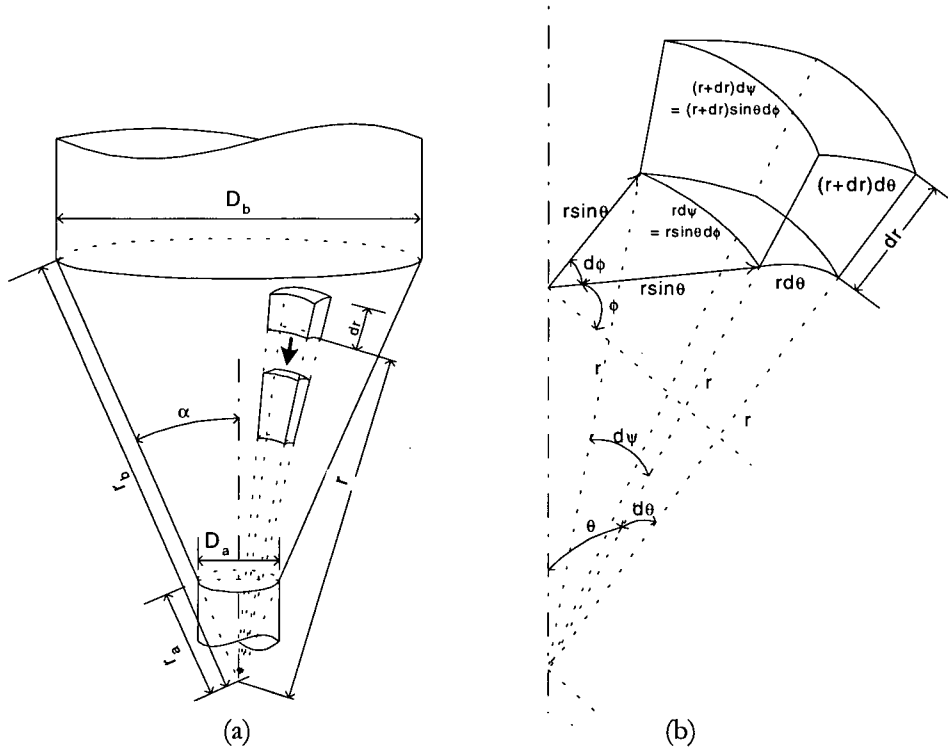 D_b
dr
α
r_b
r
D_a
r_a
(a)
(r+dr)dψ
= (r+dr)sinθdϕ
(r+dr)dθ
rsinθ
rdψ
= rsinθdϕ
dr
dϕ
rsinθ
rdθ
ϕ
r
r
r
dψ
θ
dθ
(b)